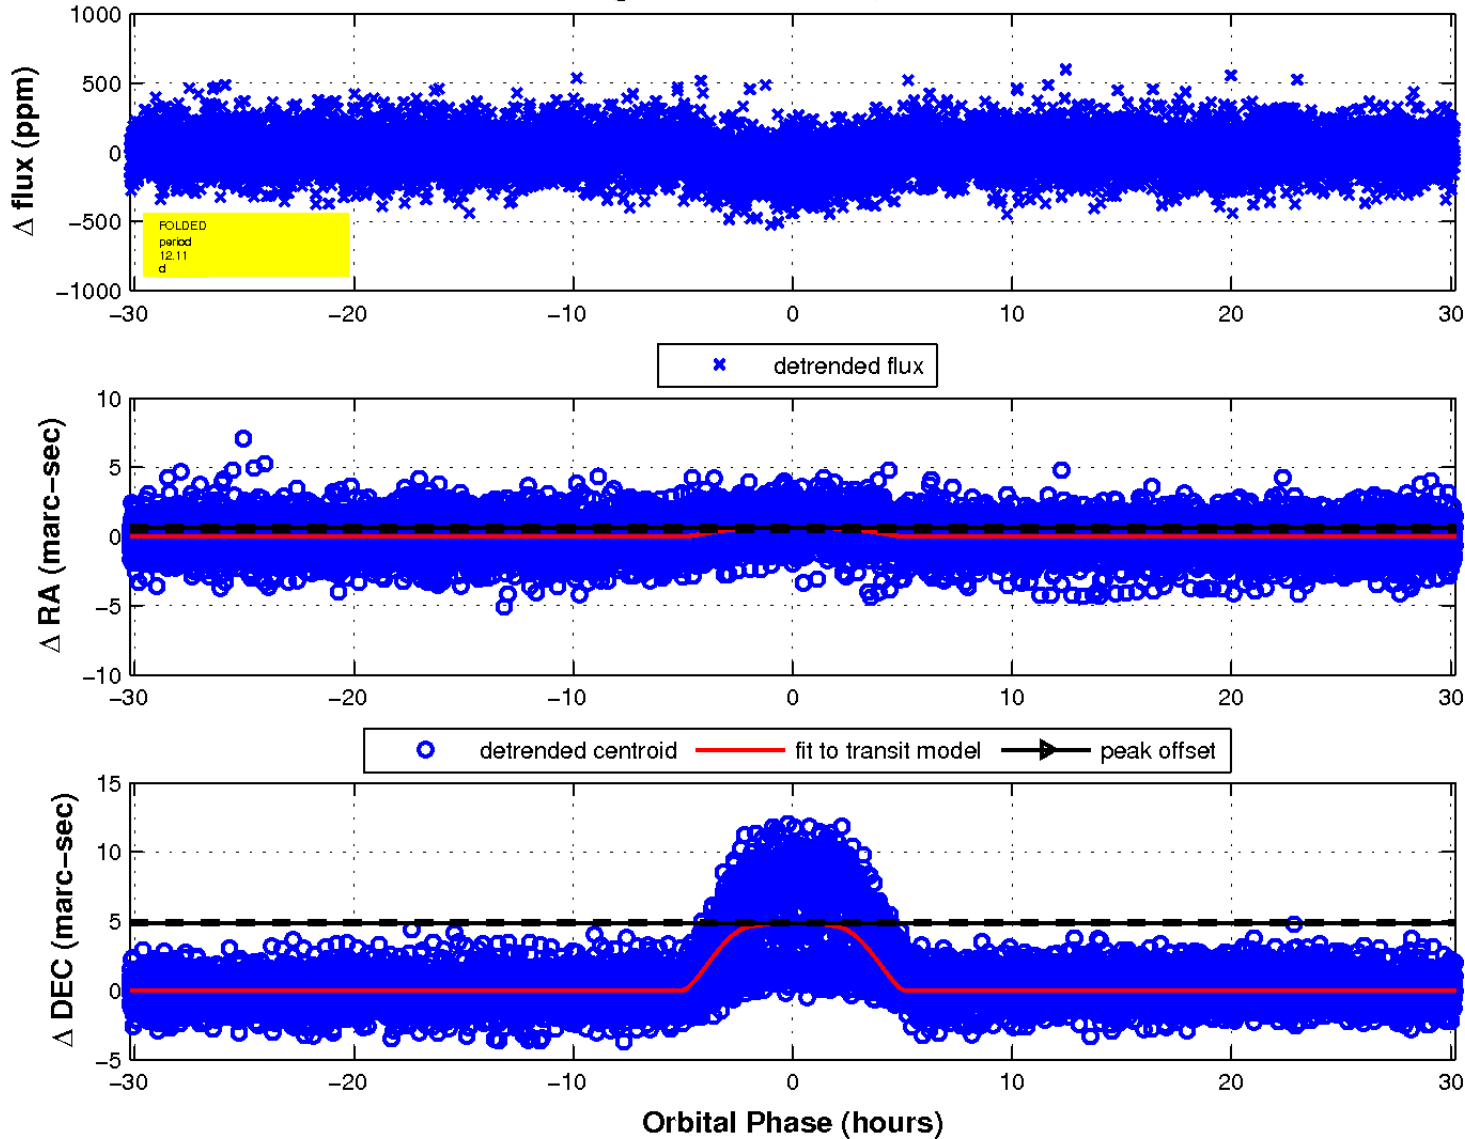 1000
500
0
−500
−1000
Δ flux (ppm)
FOLDED
period
12.11
d
−30 −20 −10 0 10 20 30
detrended flux
10
5
0
−5
−10
Δ RA (marc−sec)
−30 −20 −10 0 10 20 30
detrended centroid fit to transit model peak offset
15
10
5
0
−5
Δ DEC (marc−sec)
−30 −20 −10 0 10 20 30
Orbital Phase (hours)